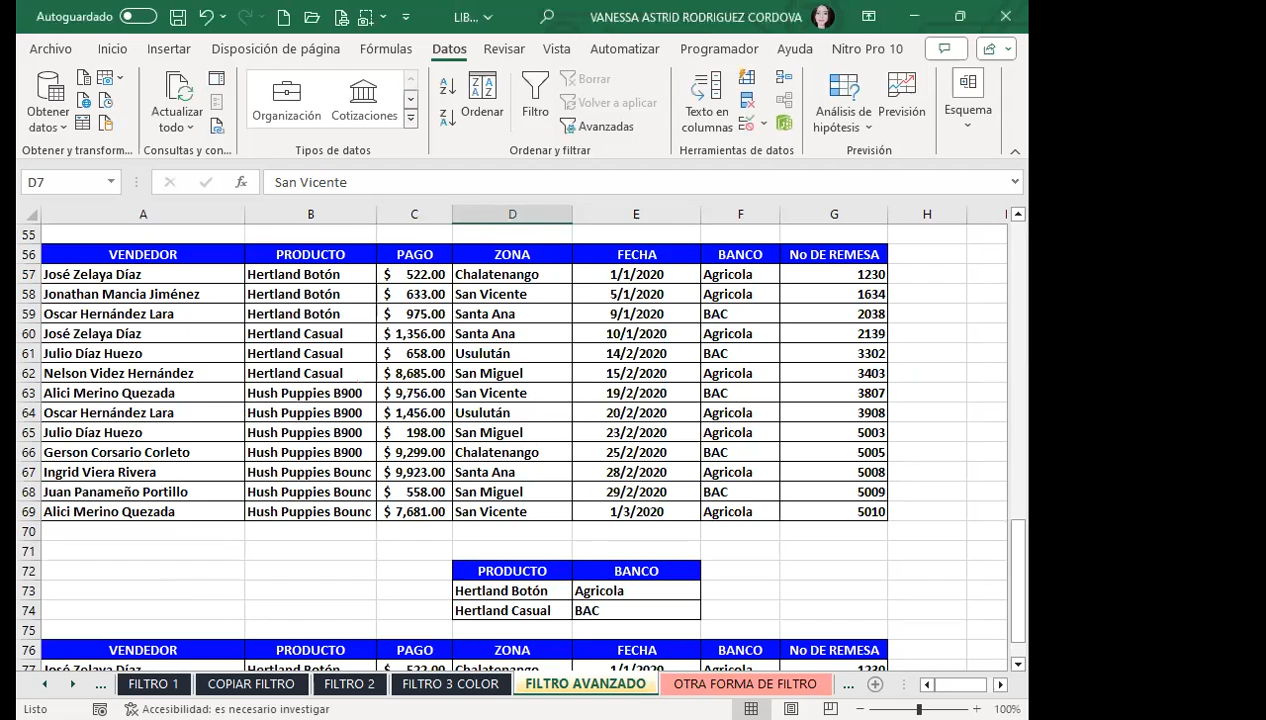 Autoguardado LIB... VANESSA ASTRID RODRIGUEZ CORDOVA
Archivo Inicio Insertar Disposición de página Fórmulas Datos Revisar Vista Automatizar Programador Ayuda Nitro Pro 10
Obtener datos
Actualizar todo
Organización Cotizaciones
Ordenar
Filtro
Borrar
Volver a aplicar
Avanzadas
Texto en columnas
Análisis de hipótesis
Previsión
Esquema
Obtener y transform... Consultas y con... Tipos de datos Ordenar y filtrar Herramientas de datos Previsión
D7 fx San Vicente
A B C D E F G H I
55
56 VENDEDOR PRODUCTO PAGO ZONA FECHA BANCO No DE REMESA
57 José Zelaya Díaz Hertland Botón $ 522.00 Chalatenango 1/1/2020 Agricola 1230
58 Jonathan Mancia Jiménez Hertland Botón $ 633.00 San Vicente 5/1/2020 Agricola 1634
59 Oscar Hernández Lara Hertland Botón $ 975.00 Santa Ana 9/1/2020 BAC 2038
60 José Zelaya Díaz Hertland Casual $ 1,356.00 Santa Ana 10/1/2020 Agricola 2139
61 Julio Díaz Huezo Hertland Casual $ 658.00 Usulután 14/2/2020 BAC 3302
62 Nelson Videz Hernández Hertland Casual $ 8,685.00 San Miguel 15/2/2020 Agricola 3403
63 Alici Merino Quezada Hush Puppies B900 $ 9,756.00 San Vicente 19/2/2020 BAC 3807
64 Oscar Hernández Lara Hush Puppies B900 $ 1,456.00 Usulután 20/2/2020 Agricola 3908
65 Julio Díaz Huezo Hush Puppies B900 $ 198.00 San Miguel 23/2/2020 Agricola 5003
66 Gerson Corsario Corleto Hush Puppies B900 $ 9,299.00 Chalatenango 25/2/2020 BAC 5005
67 Ingrid Viera Rivera Hush Puppies Bounc $ 9,923.00 Santa Ana 28/2/2020 Agricola 5008
68 Juan Panameño Portillo Hush Puppies Bounc $ 558.00 San Miguel 29/2/2020 BAC 5009
69 Alici Merino Quezada Hush Puppies Bounc $ 7,681.00 San Vicente 1/3/2020 Agricola 5010
70
71
72 PRODUCTO BANCO
73 Hertland Botón Agricola
74 Hertland Casual BAC
75
76 VENDEDOR PRODUCTO PAGO ZONA FECHA BANCO No DE REMESA
77 José Zelaya Díaz Hertland Botón $ 522.00 Chalatenango 1/1/2020 Agricola 1230
... FILTRO 1 COPIAR FILTRO FILTRO 2 FILTRO 3 COLOR FILTRO AVANZADO OTRA FORMA DE FILTRO ...
Listo Accesibilidad: es necesario investigar 100%